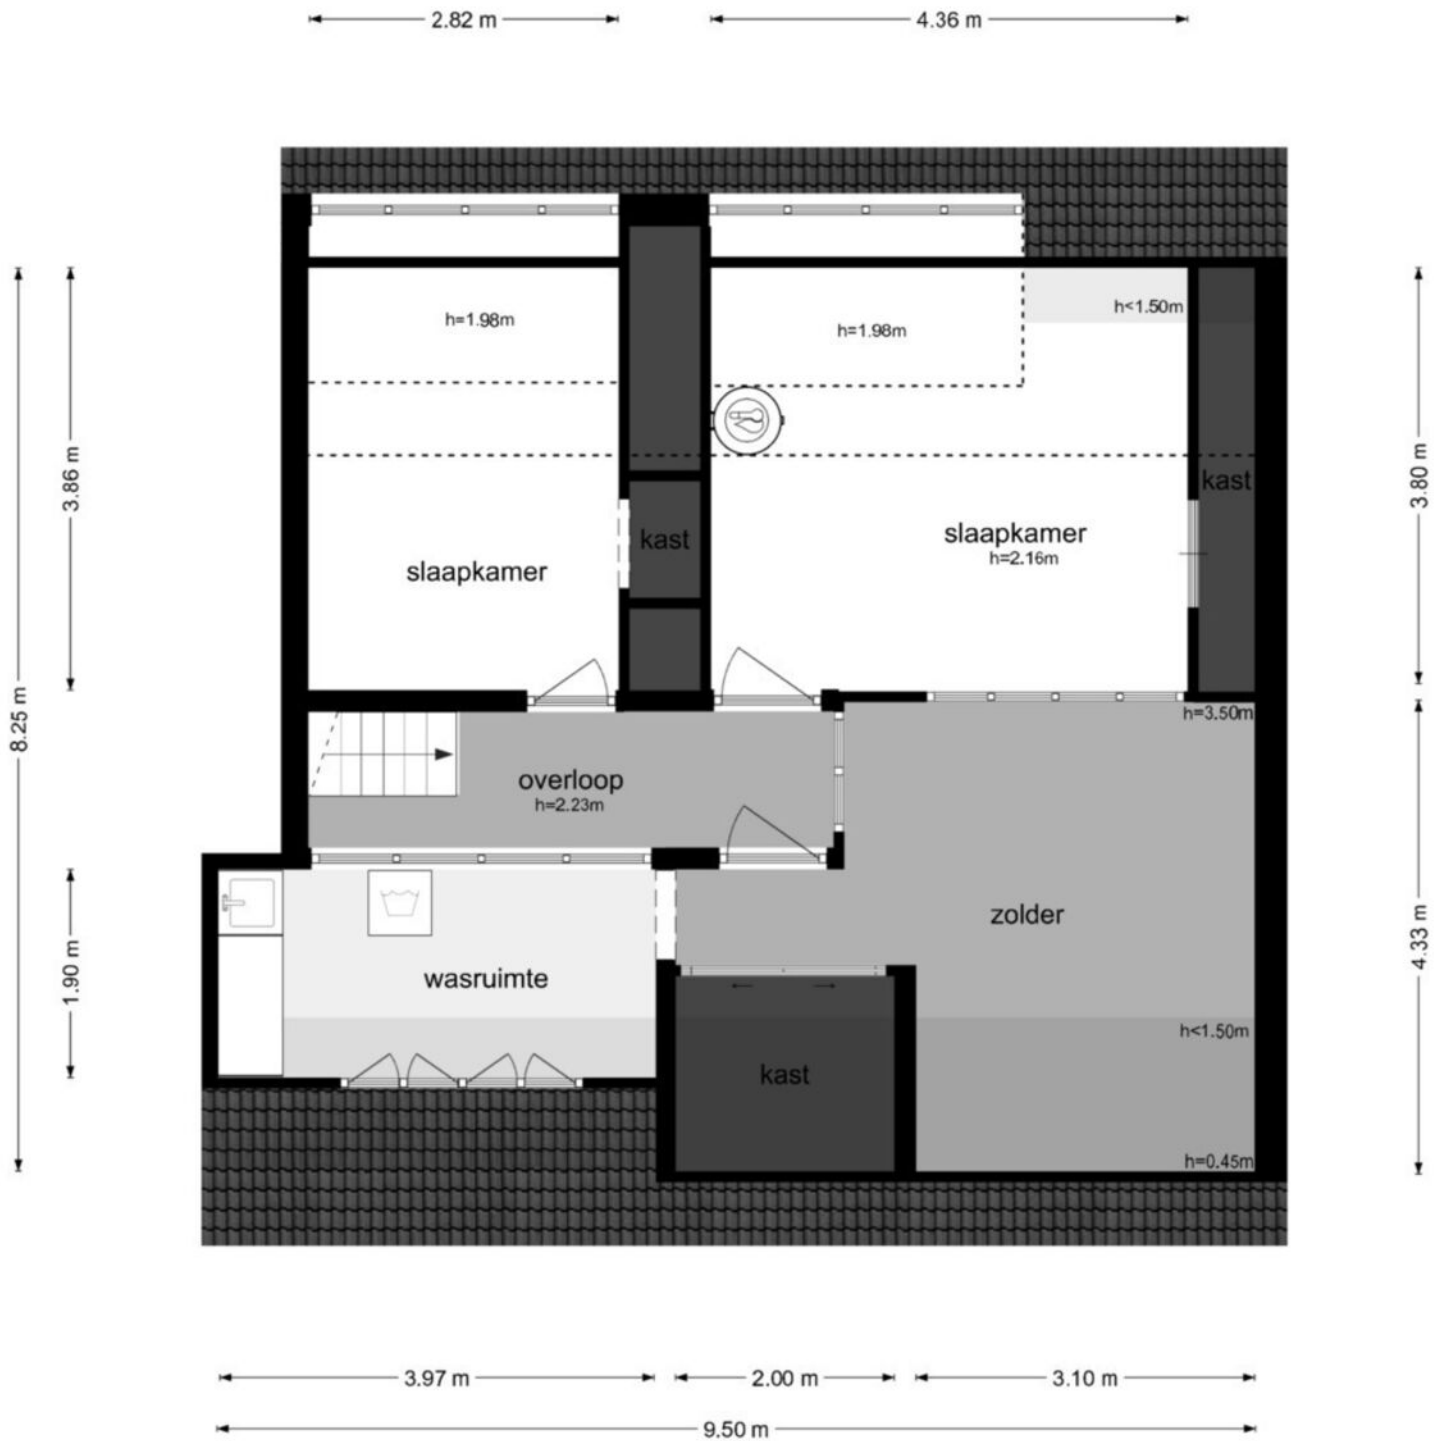 2.82 m
4.36 m
h=1.98m
h=1.98m
h<1.50m
3.86 m
8.25 m
3.80 m
kast
kast
slaapkamer
h=2.16m
slaapkamer
h=3.50m
overloop
h=2.23m
zolder
wasruimte
1.90 m
4.33 m
h<1.50m
kast
h=0.45m
3.97 m
2.00 m
3.10 m
9.50 m